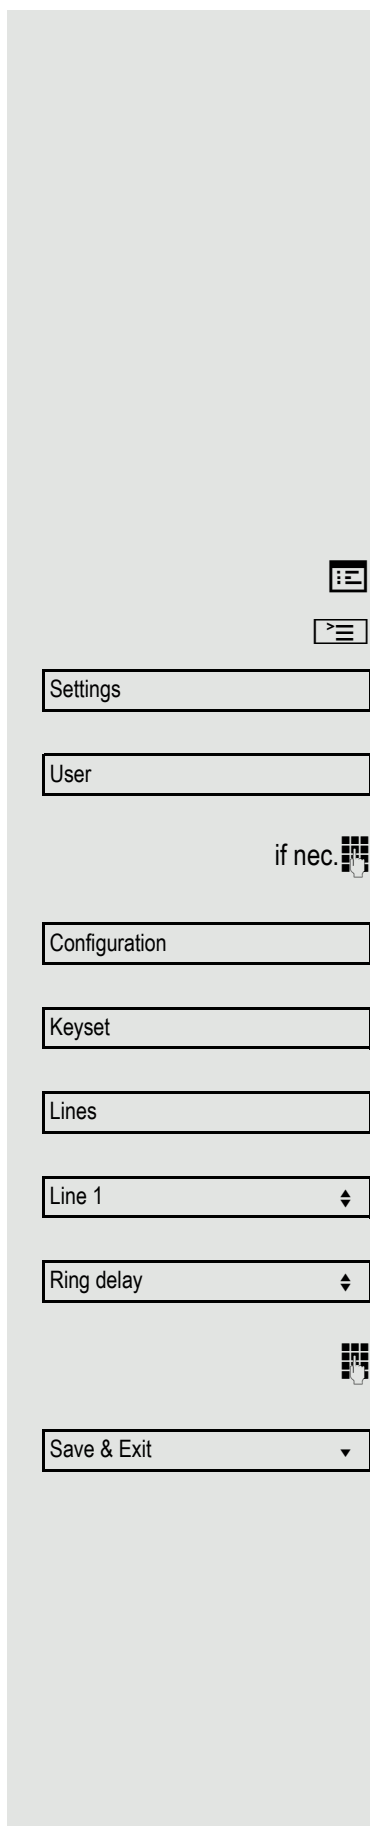 Settings
User
if nec.
Configuration
Keyset
Lines
Line 1
Ring delay
Save & Exit